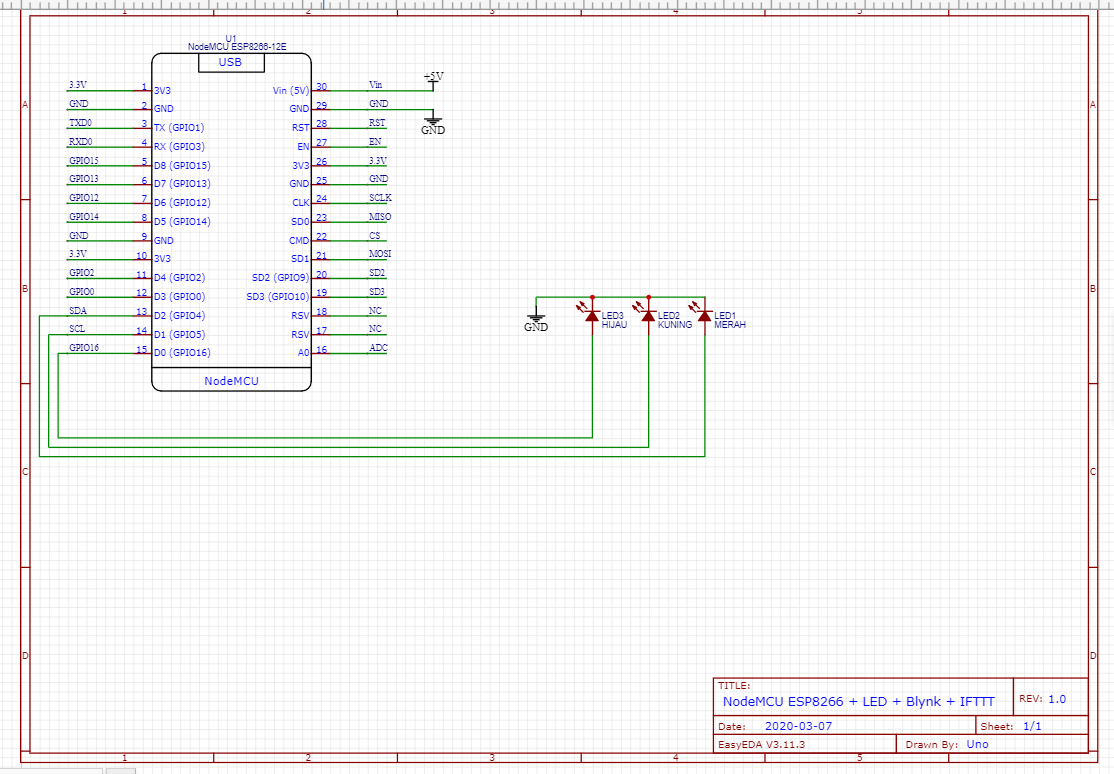 1 2 3 4 5
U1
NodeMCU ESP8266-12E
USB
3.3V 1 3V3 Vin (5V) 30 Vin +5V
GND 2 GND GND 29 GND
GND
TXD0 3 TX (GPIO1) RST 28 RST
RXD0 4 RX (GPIO3) EN 27 EN
GPIO15 5 D8 (GPIO15) 3V3 26 3.3V
GPIO13 6 D7 (GPIO13) GND 25 GND
GPIO12 7 D6 (GPIO12) CLK 24 SCLK
GPIO14 8 D5 (GPIO14) SD0 23 MISO
GND 9 GND CMD 22 CS
3.3V 10 3V3 SD1 21 MOSI
GPIO2 11 D4 (GPIO2) SD2 (GPIO9) 20 SD2
GPIO0 12 D3 (GPIO0) SD3 (GPIO10) 19 SD3
SDA 13 D2 (GPIO4) RSV 18 NC
SCL 14 D1 (GPIO5) RSV 17 NC
GPIO16 15 D0 (GPIO16) A0 16 ADC
NodeMCU
GND
LED3
HIJAU
LED2
KUNING
LED1
MERAH
A A
B B
C C
D D
TITLE:
NodeMCU ESP8266 + LED + Blynk + IFTTT
REV: 1.0
Date: 2020-03-07
Sheet: 1/1
EasyEDA V3.11.3
Drawn By: Uno
1 2 3 4 5